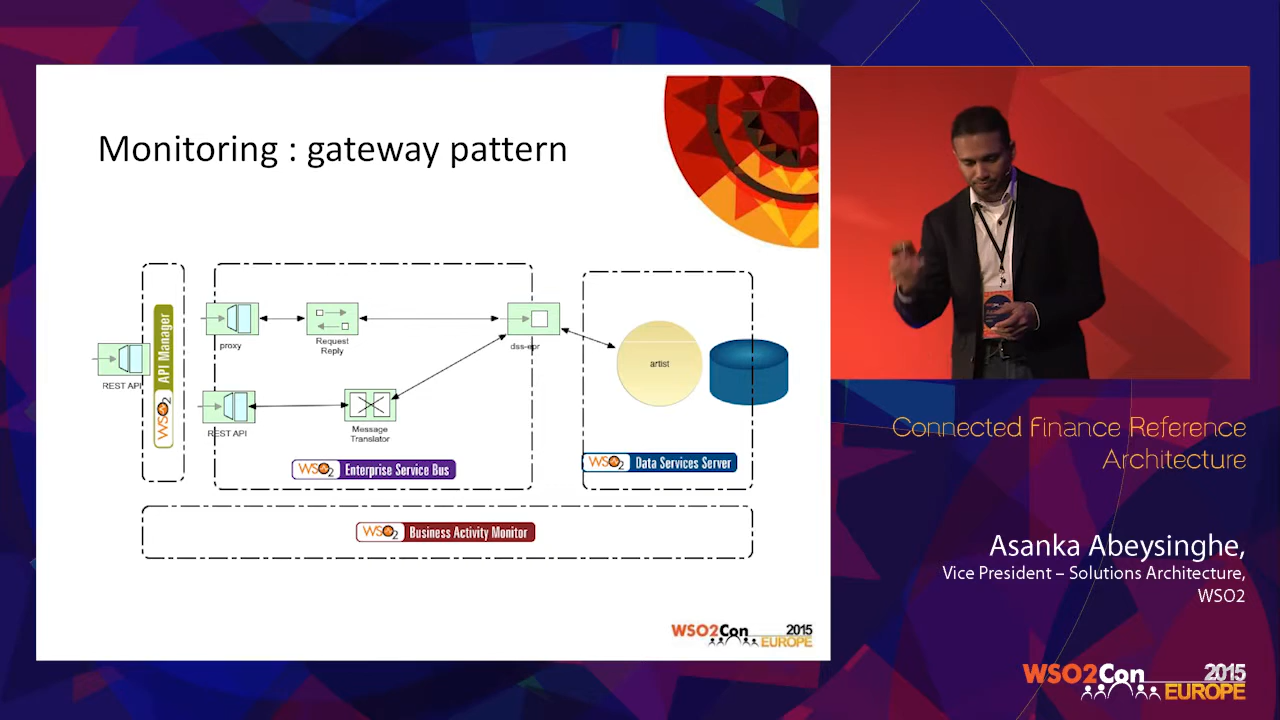 Monitoring : gateway pattern
REST API
WSO2 API Manager
proxy
Request
Reply
dss-epr
artist
REST API
Message
Translator
WSO2 Enterprise Service Bus
WSO2 Data Services Server
WSO2 Business Activity Monitor
WSO2Con 2015
EUROPE
Connected Finance Reference
Architecture
Asanka Abeysinghe,
Vice President – Solutions Architecture,
WSO2
WSO2Con 2015
EUROPE